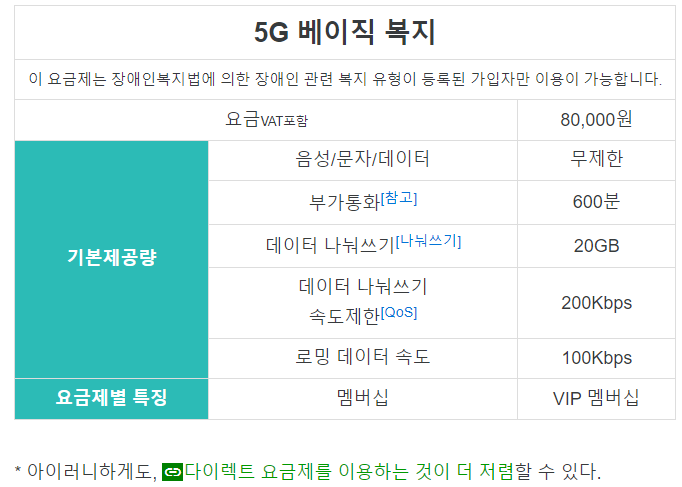 5G 베이직 복지
이 요금제는 장애인복지법에 의한 장애인 관련 복지 유형이 등록된 가입자만 이용이 가능합니다.
요금VAT포함 80,000원
기본제공량
음성/문자/데이터 무제한
부가통화[참고] 600분
데이터 나눠쓰기[나눠쓰기] 20GB
데이터 나눠쓰기
속도제한[QoS] 200Kbps
로밍 데이터 속도 100Kbps
요금제별 특징 멤버십 VIP 멤버십
* 아이러니하게도, 다이렉트 요금제를 이용하는 것이 더 저렴할 수 있다.